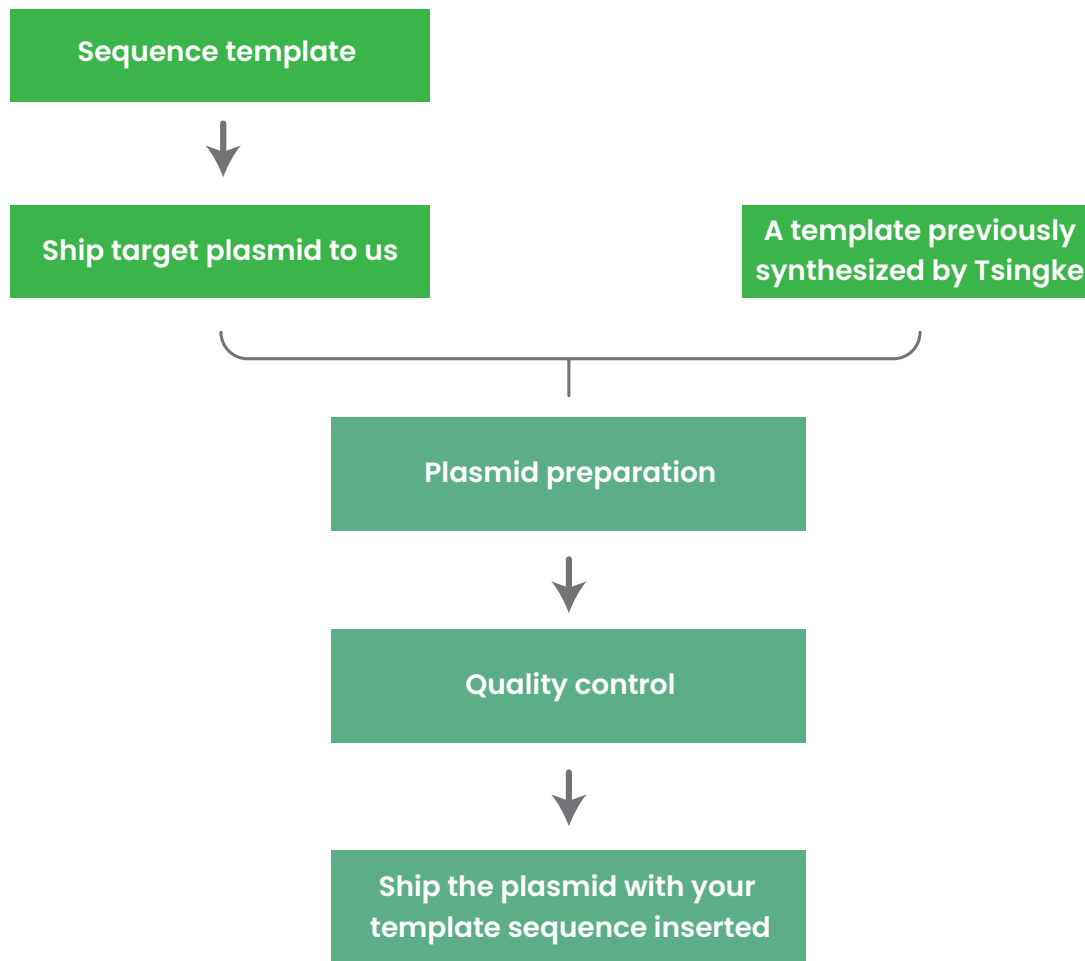 Sequence template
Ship target plasmid to us
A template previously
synthesized by Tsingke
Plasmid preparation
Quality control
Ship the plasmid with your
template sequence inserted